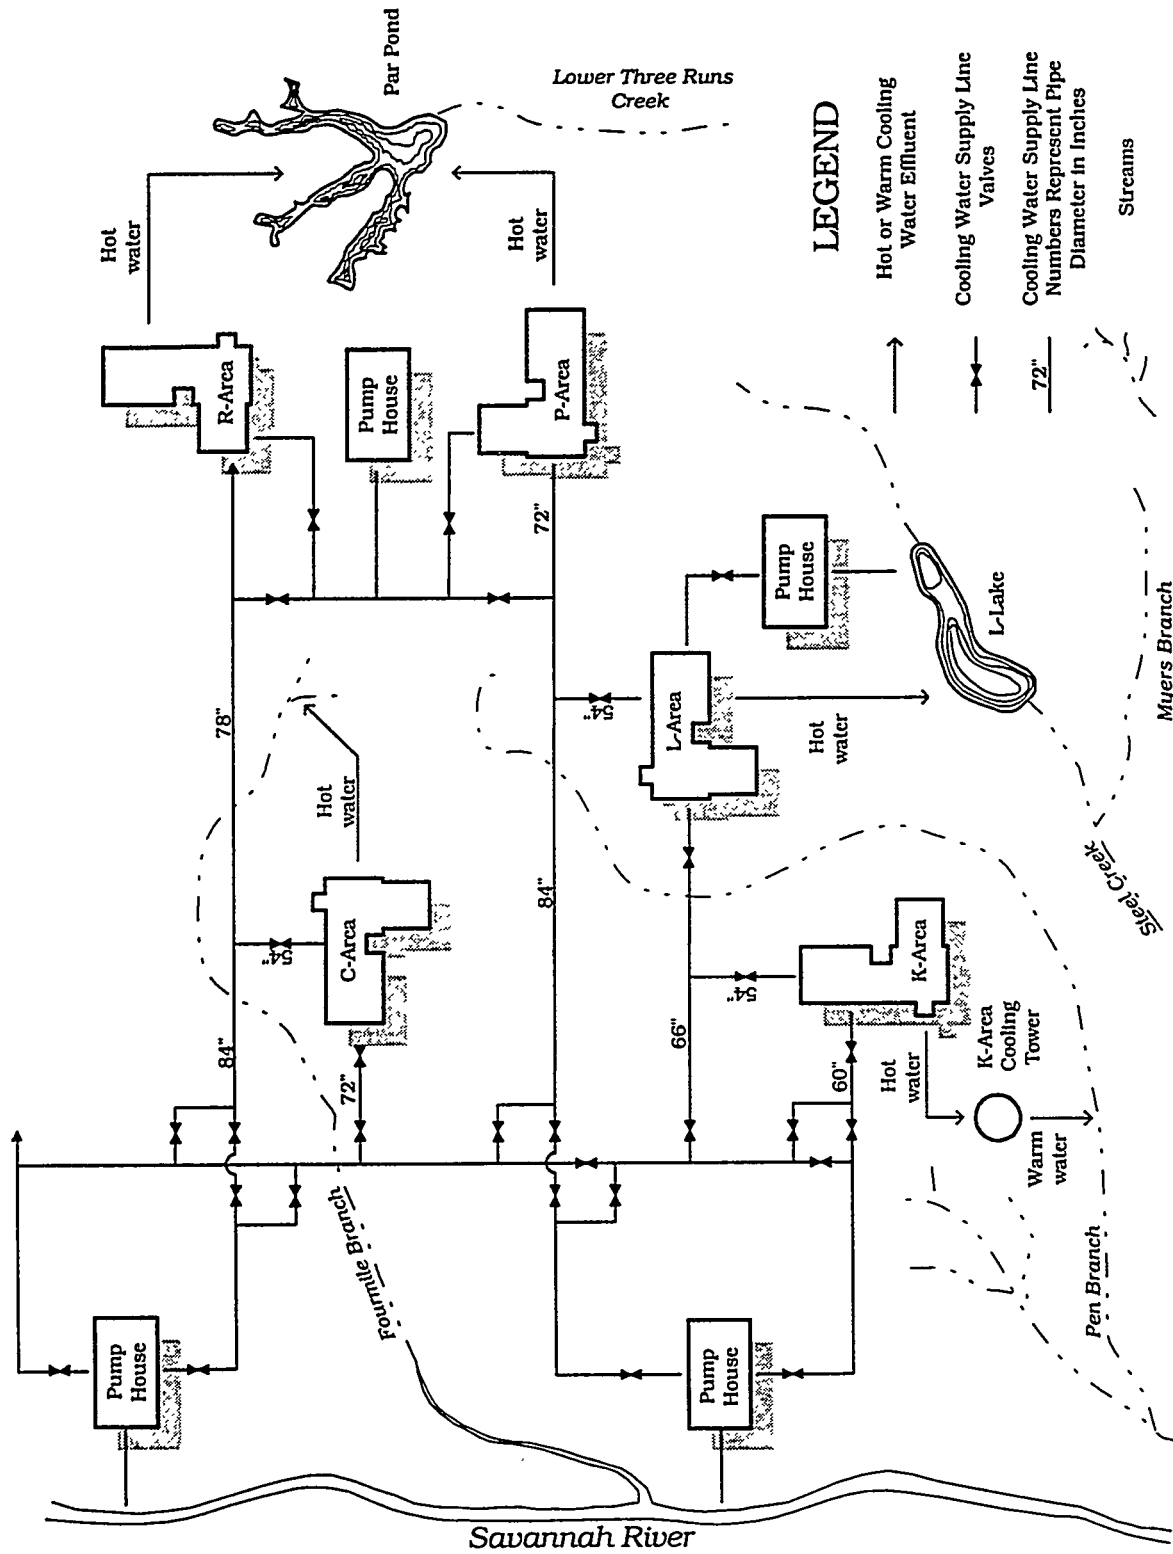 Par Pond
Lower Three Runs
Creek
Hot
water
Hot
water
R-Area
Pump
House
P-Area
72"
78"
54"
Hot
water
C-Area
84"
84"
72"
54"
L-Area
Hot
water
Pump
House
L-Lake
66"
54"
K-Area
60"
Hot
water
K-Area
Cooling
Tower
Warm
water
Pump
House
Pump
House
Fourmile Branch
Pen Branch
Steel Creek
Myers Branch
Savannah River
LEGEND
Hot or Warm Cooling
Water Effluent
Cooling Water Supply Line
Valves
72"
Cooling Water Supply Line
Numbers Represent Pipe
Diameter in Inches
Streams